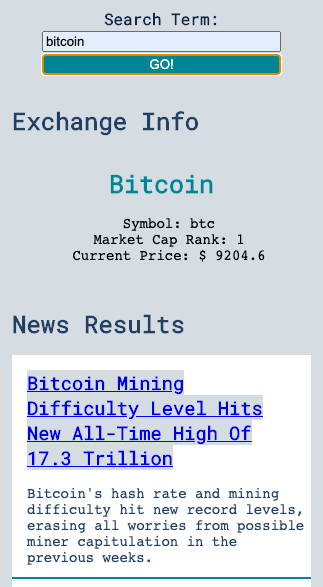 Search Term:
bitcoin
GO!
Exchange Info
Bitcoin
Symbol: btc
Market Cap Rank: 1
Current Price: $ 9204.6
News Results
Bitcoin Mining
Difficulty Level Hits
New All-Time High Of
17.3 Trillion
Bitcoin's hash rate and mining
difficulty hit new record levels,
erasing all worries from possible
miner capitulation in the
previous weeks.